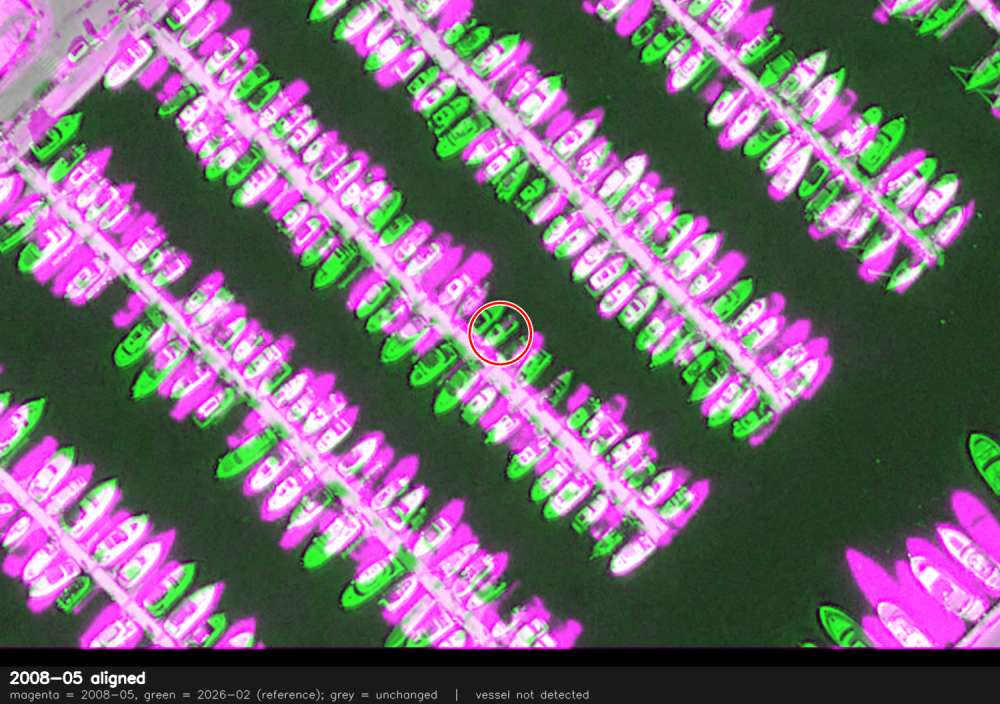 2008-05 aligned
magenta = 2008-05, green = 2026-02 (reference); grey = unchanged | vessel not detected